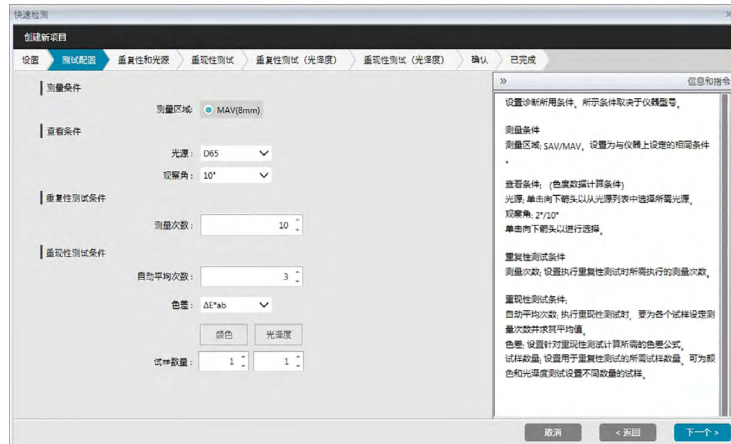 快速检测
×
创建新项目
设置
测试配置
重复性和光源
重现性测试
重复性测试（光泽度）
重现性测试（光泽度）
确认
已完成
测量条件
测量区域:
MAV(8mm)
查看条件
光源：
D65
观察角：
10°
重复性测试条件
测量次数：
10
重现性测试条件
自动平均次数：
3
色差：
ΔE*ab
颜色
光泽度
试样数量：
1
1
»
信息和指令
设置诊断所用条件。所示条件取决于仪器型号。
测量条件
测量区域: SAV/MAV。设置为与仪器上设定的相同条件
。
查看条件:（色度数据计算条件）
光源: 单击向下箭头以从光源列表中选择所需光源。
观察角: 2°/10°
单击向下箭头以进行选择。
重复性测试条件
测量次数: 设置执行重复性测试时所需执行的测量次数。
重现性测试条件:
自动平均次数: 执行重现性测试时，要为各个试样设定测
量次数并求其平均值。
色差: 设置针对重现性测试计算所需的色差公式。
试样数量: 设置用于重复性测试的所需试样数量，可为颜
色和光泽度测试设置不同数量的试样。
取消
< 返回
下一个 >